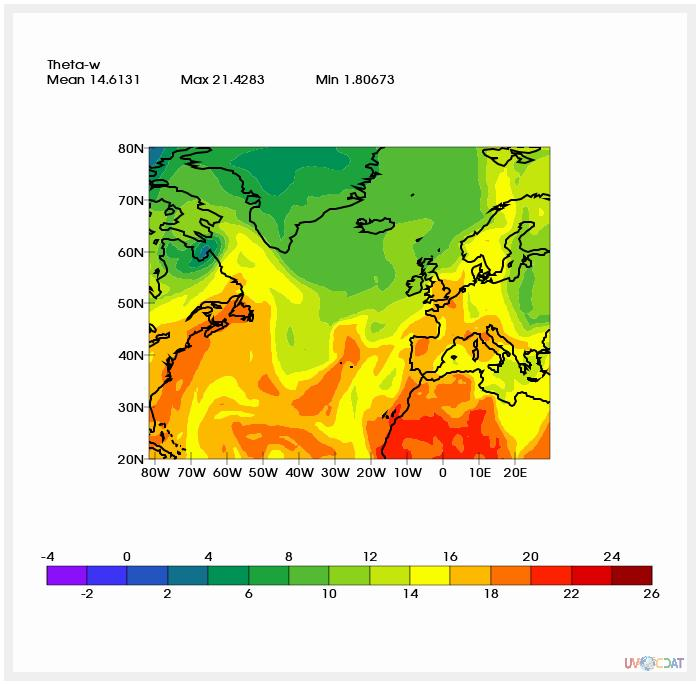 Theta-w
Mean 14.6131 Max 21.4283 Min 1.80673
80N
70N
60N
50N
40N
30N
20N
80W 70W 60W 50W 40W 30W 20W 10W 0 10E 20E
-4 0 4 8 12 16 20 24
-2 2 6 10 14 18 22 26
UV CDAT